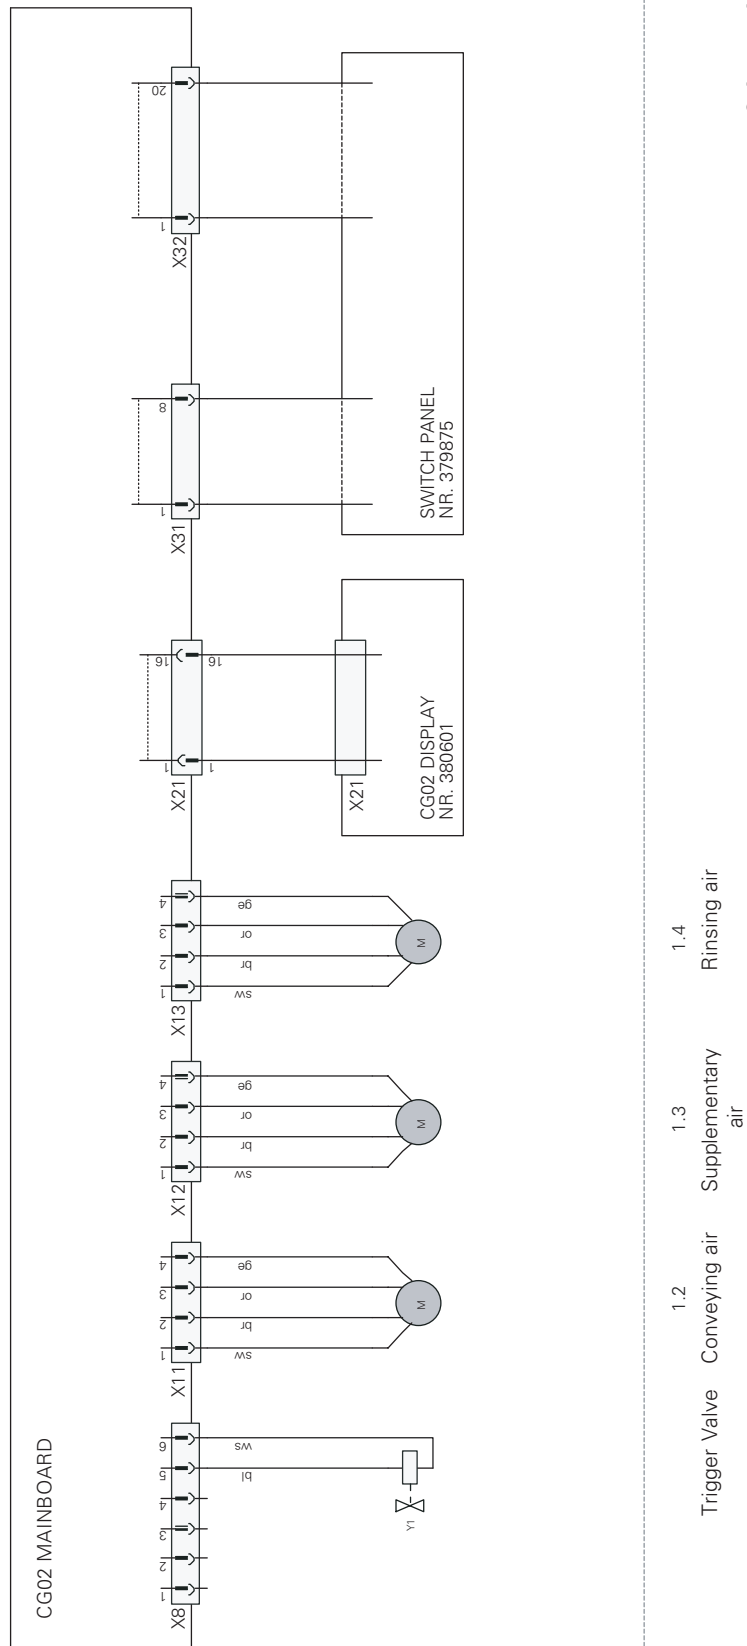 CG02 MAINBOARD
X8
1
2
3
4
5
6
bl
ws
Y1
X11
1
2
3
4
sw
br
or
ge
M
X12
1
2
3
4
sw
br
or
ge
M
X13
1
2
3
4
sw
br
or
ge
M
X21
1
16
1
16
X21
CG02 DISPLAY
NR. 380601
X31
1
8
X32
1
20
SWITCH PANEL
NR. 379875
Trigger Valve
1.2
Conveying air
1.3
Supplementary
air
1.4
Rinsing air